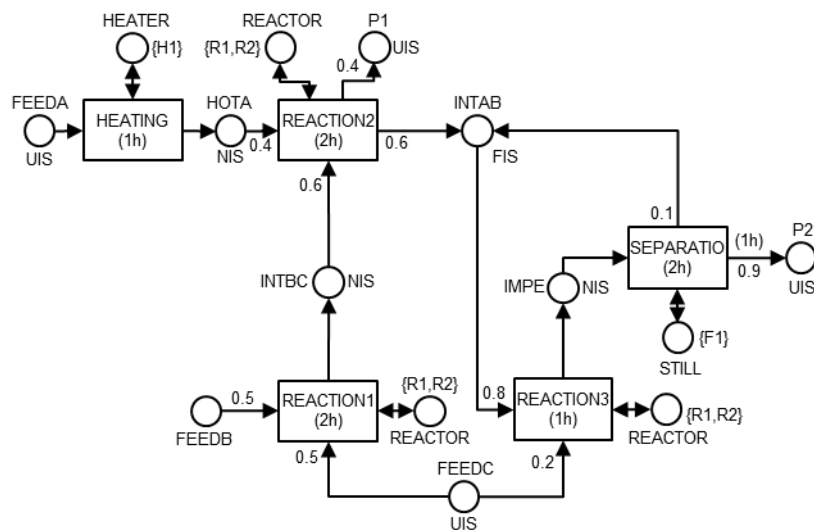 HEATER
{H1}
REACTOR
{R1,R2}
P1
UIS
0.4
FEEDA
UIS
HEATING
(1h)
HOTA
NIS
0.4
REACTION2
(2h)
0.6
INTAB
FIS
0.6
0.1
SEPARATIO
(2h)
(1h)
0.9
P2
UIS
INTBC
NIS
IMPE
NIS
{F1}
STILL
FEEDB
0.5
REACTION1
(2h)
{R1,R2}
REACTOR
0.8
REACTION3
(1h)
{R1,R2}
REACTOR
0.5
FEEDC
UIS
0.2